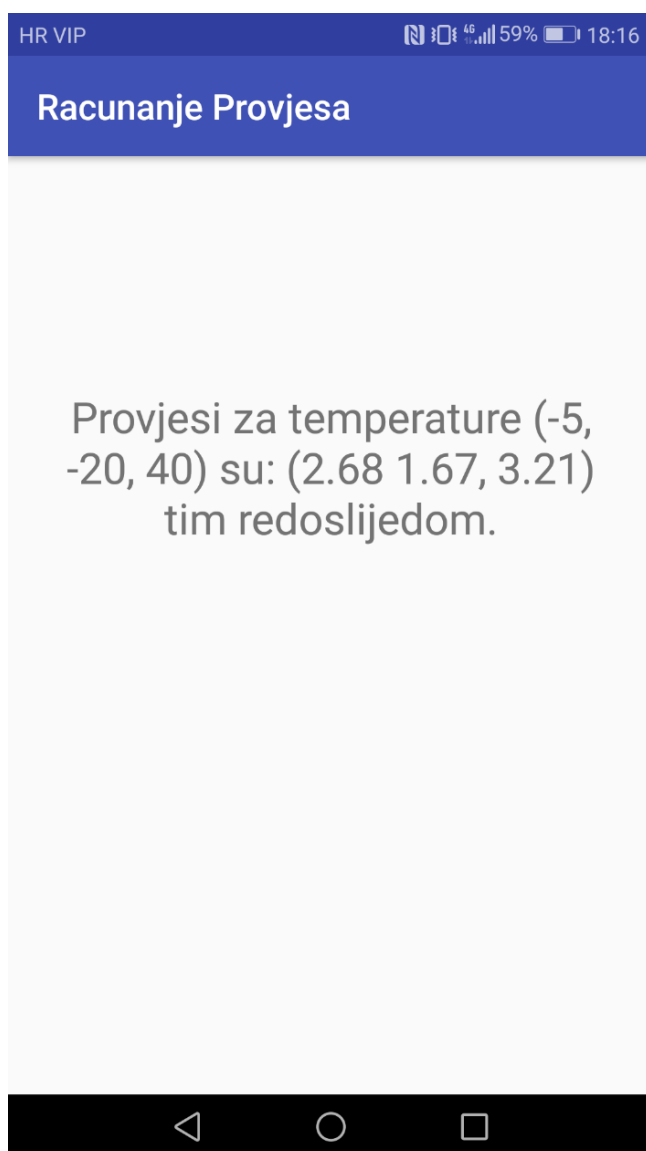 HR VIP 4G 59% 18:16
Racunanje Provjesa
Provjesi za temperature (-5,
-20, 40) su: (2.68 1.67, 3.21)
tim redoslijedom.